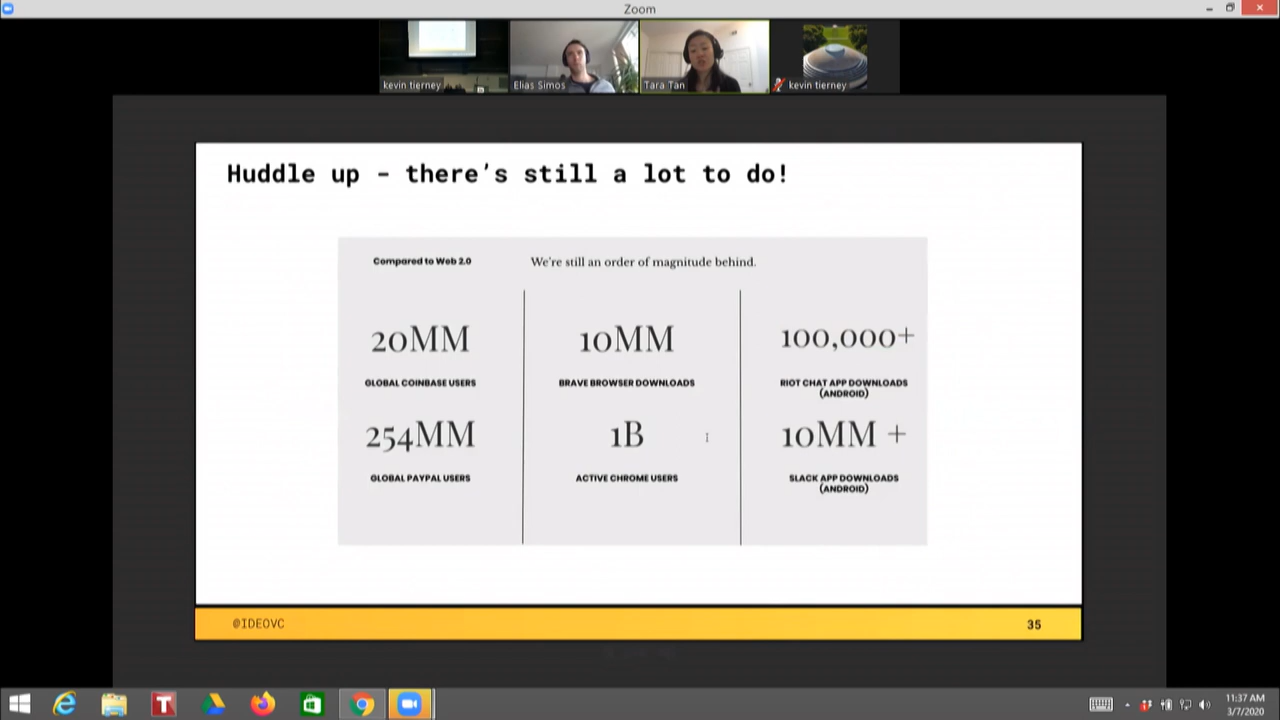 Zoom
kevin tierney
Elias Simos
Tara Tan
kevin tierney
Huddle up – there's still a lot to do!
Compared to Web 2.0
We're still an order of magnitude behind.
20MM
10MM
100,000+
GLOBAL COINBASE USERS
BRAVE BROWSER DOWNLOADS
RIOT CHAT APP DOWNLOADS
(ANDROID)
254MM
1B
10MM +
GLOBAL PAYPAL USERS
ACTIVE CHROME USERS
SLACK APP DOWNLOADS
(ANDROID)
@IDEOVC
35
11:37 AM
3/7/2020